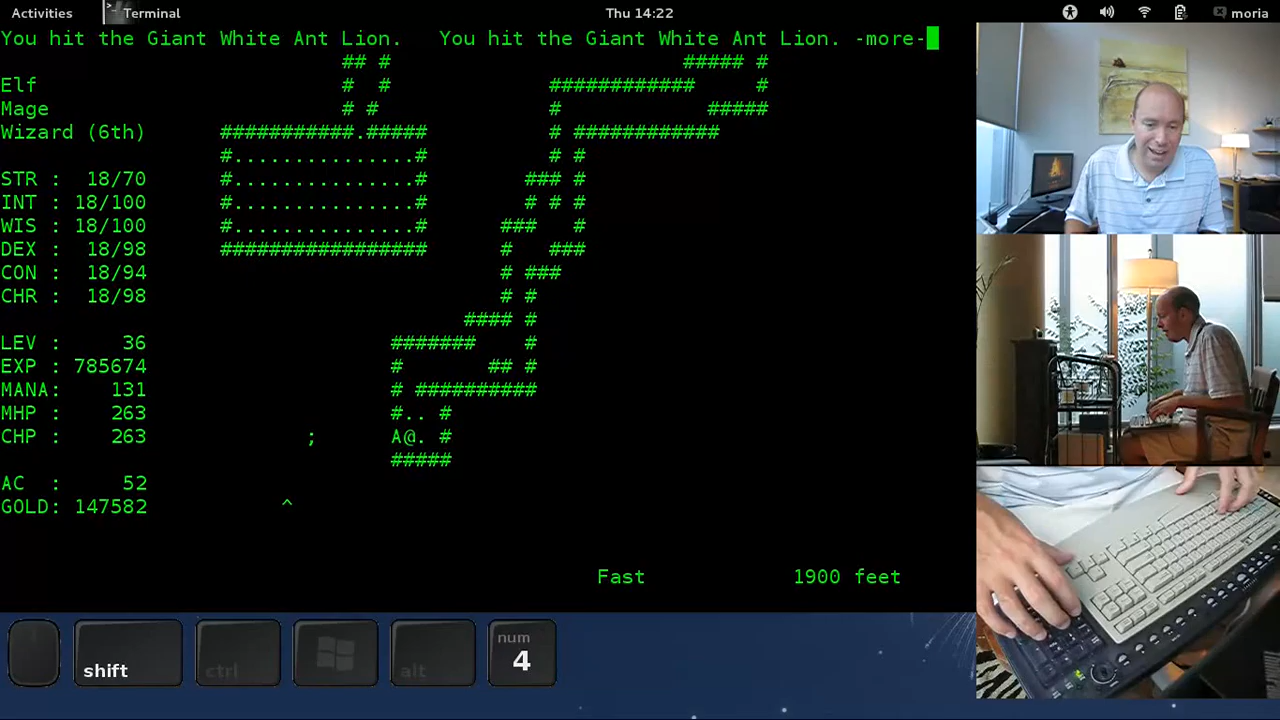 Activities Terminal Thu 14:22 moria
You hit the Giant White Ant Lion. You hit the Giant White Ant Lion. -more-
## # ##### #
Elf # # ############ #
Mage # # # #####
Wizard (6th) ###########.##### # ############
#...............# # #
STR : 18/70 #...............# ### #
INT : 18/100 #...............# # # #
WIS : 18/100 #...............# ### #
DEX : 18/98 ################# # ###
CON : 18/94 # ###
CHR : 18/98 # #
#### #
LEV : 36 ####### #
EXP : 785674 # ## #
MANA: 131 # ##########
MHP : 263 #.. #
CHP : 263 ; A@. #
#####
AC : 52
GOLD: 147582 ^
Fast 1900 feet
shift ctrl alt num 4